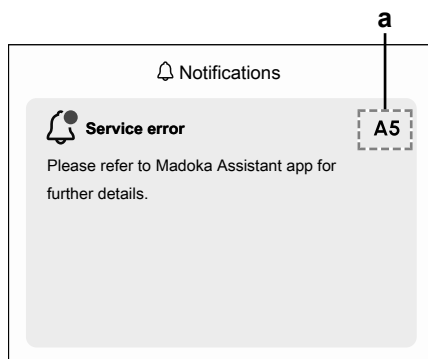 a
Notifications
Service error
A5
Please refer to Madoka Assistant app for
further details.